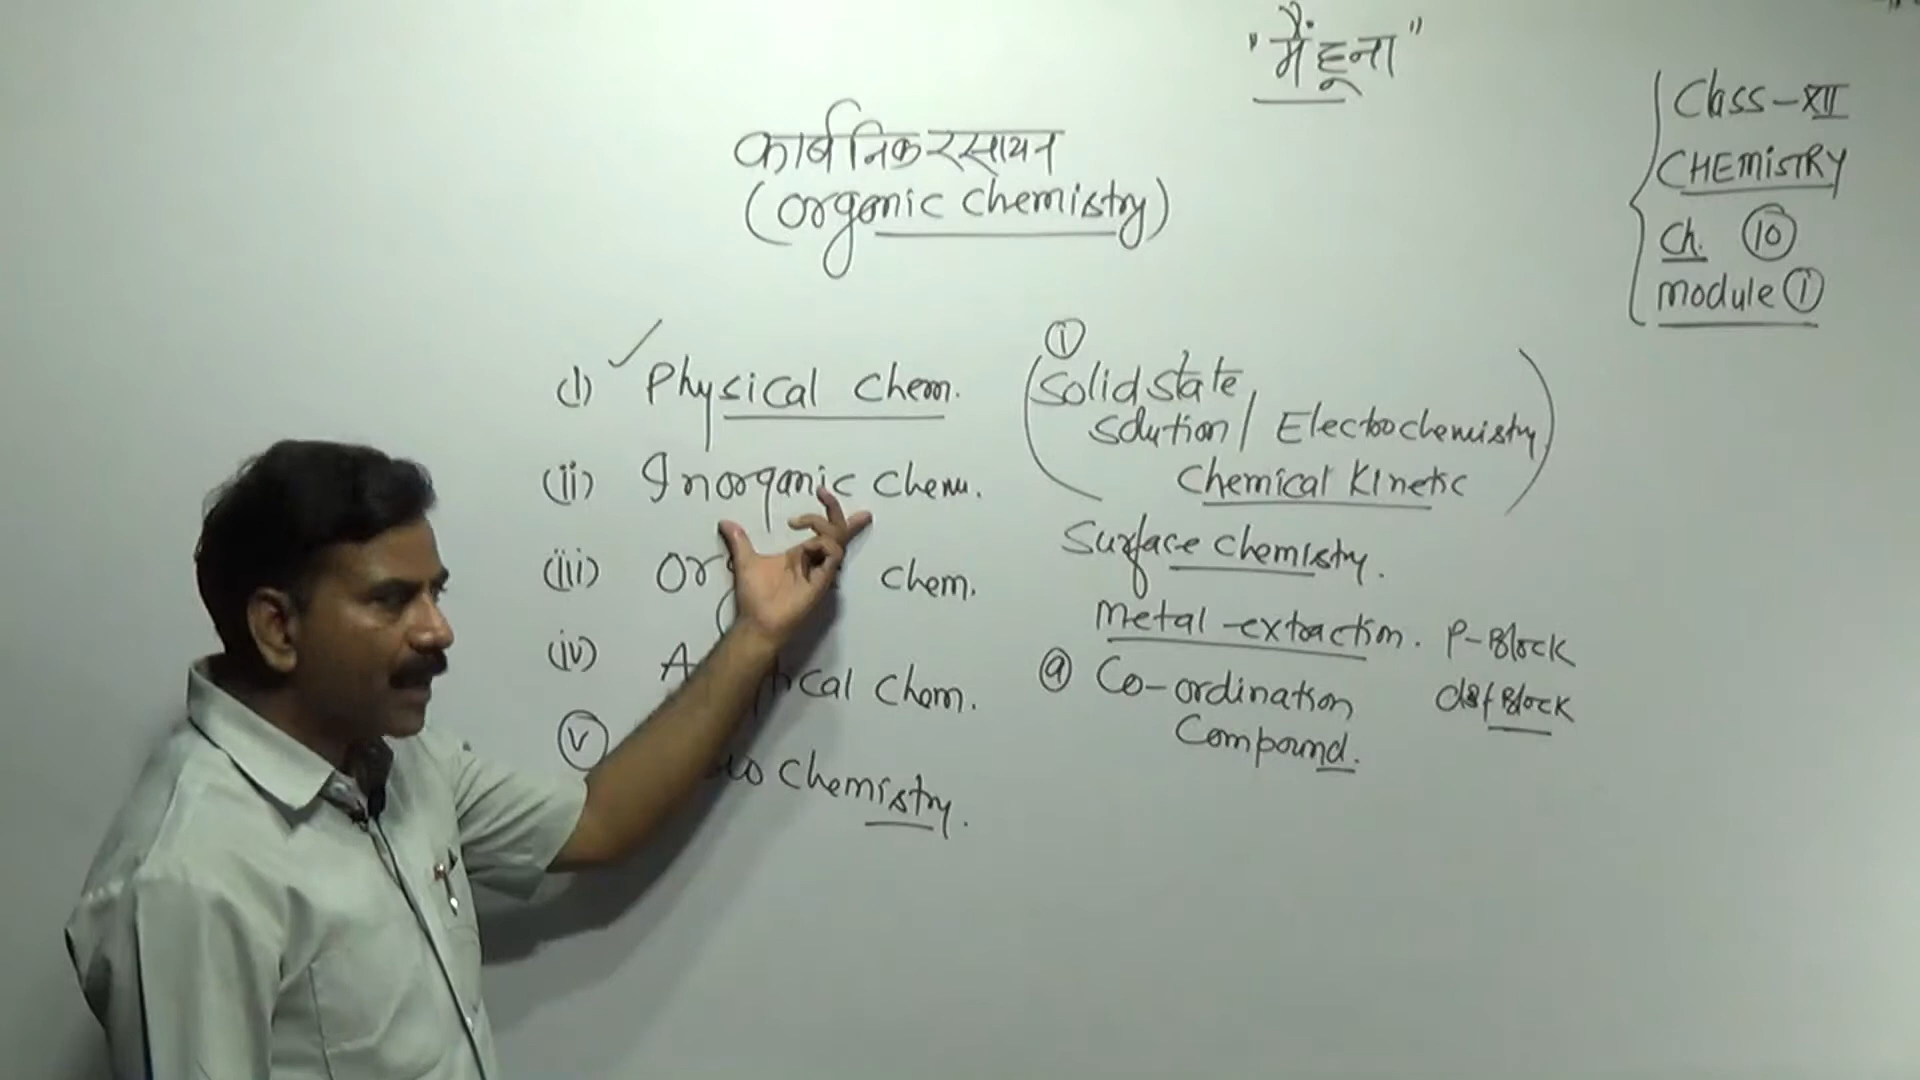 "मैं हूना"
Class-XII
CHEMISTRY
Ch. 10
Module 1
कार्बनिक रसायन
(Organic Chemistry)
(i) ✓ Physical Chem.
(ii) Inorganic Chem.
(iii) Or Chem.
(iv) A ical Chem.
(v) Chemistry.
1
Solid state
Solution / Electrochemistry
Chemical Kinetic
Surface Chemistry.
Metal-extraction. P-Block
d&f Block
Co-ordination
Compound.